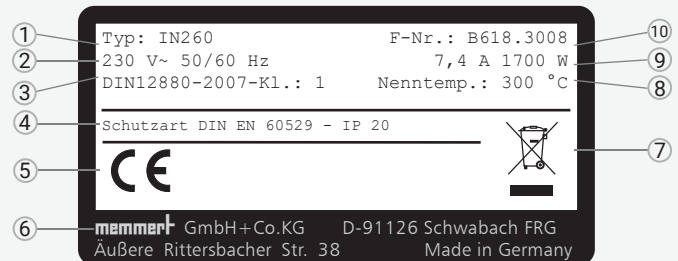 ① Typ: IN260 F-Nr.: B618.3008 ⑩
② 230 V~ 50/60 Hz 7,4 A 1700 W ⑨
③ DIN12880-2007-Kl.: 1 Nenntemp.: 300 °C ⑧
④ Schutzart DIN EN 60529 - IP 20
⑦
⑤ CE
⑥ memmert GmbH+Co.KG D-91126 Schwabach FRG
Äußere Rittersbacher Str. 38 Made in Germany